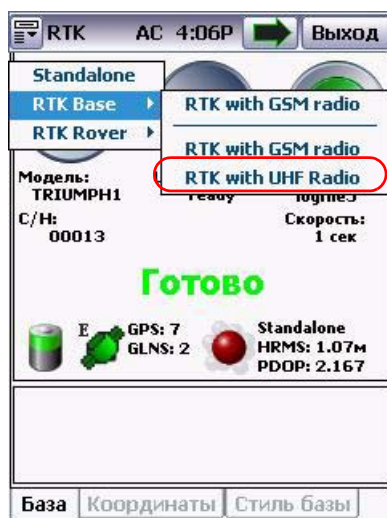 RTK AC 4:06P Выход
Standalone
RTK Base RTK with GSM radio
RTK Rover RTK with GSM radio
RTK with UHF Radio
Модель:
TRIUMPH1 ready
С/Н: Скорость:
00013 1 сек
Готово
E GPS: 7 Standalone
GLNS: 2 HRMS: 1.07м
PDOP: 2.167
База Координаты Стиль базы